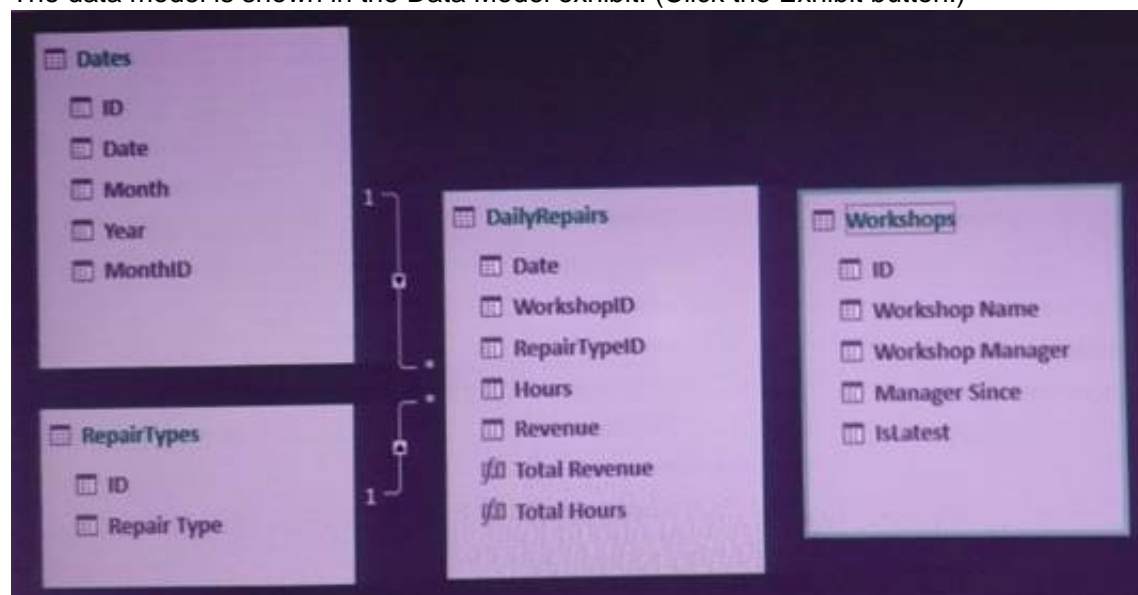 The data model is shown in the Data Model exhibit. (Click the Exhibit button.)
Dates
ID
Date
Month
Year
MonthID
1
*
DailyRepairs
Date
WorkshopID
RepairTypeID
Hours
Revenue
Total Revenue
Total Hours
Workshops
ID
Workshop Name
Workshop Manager
Manager Since
IsLatest
RepairTypes
ID
Repair Type
*
1